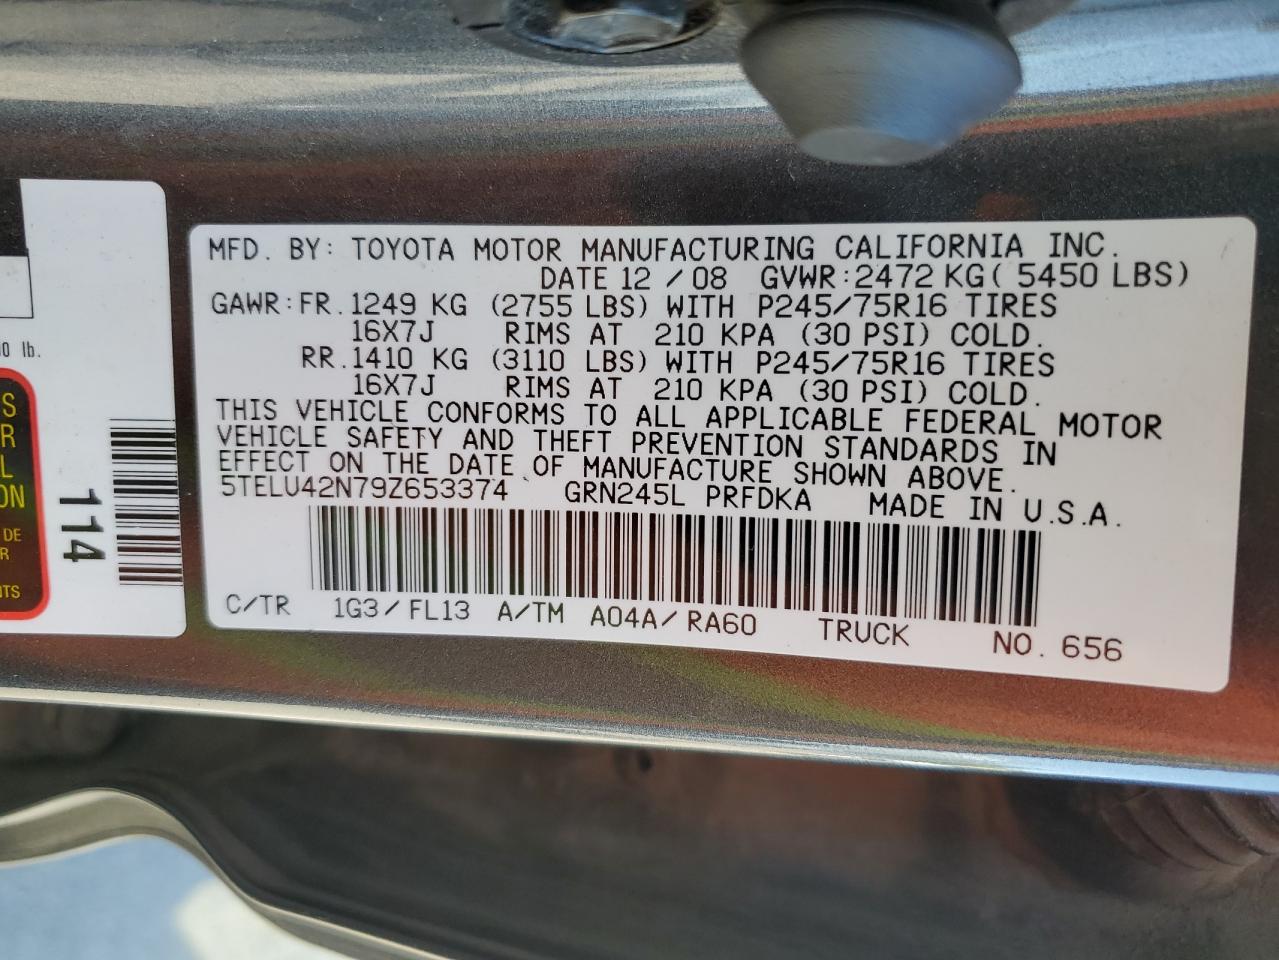 MFD. BY: TOYOTA MOTOR MANUFACTURING CALIFORNIA INC.
DATE 12 / 08 GVWR: 2472 KG ( 5450 LBS)
GAWR: FR. 1249 KG (2755 LBS) WITH P245/75R16 TIRES
16X7J RIMS AT 210 KPA (30 PSI) COLD.
RR. 1410 KG (3110 LBS) WITH P245/75R16 TIRES
16X7J RIMS AT 210 KPA (30 PSI) COLD.
THIS VEHICLE CONFORMS TO ALL APPLICABLE FEDERAL MOTOR
VEHICLE SAFETY AND THEFT PREVENTION STANDARDS IN
EFFECT ON THE DATE OF MANUFACTURE SHOWN ABOVE.
5TELU42N79Z653374 GRN245L PRFDKA MADE IN U.S.A.
C/TR 1G3/FL13 A/TM A04A/RA60 TRUCK NO. 656
114
lb.
DE